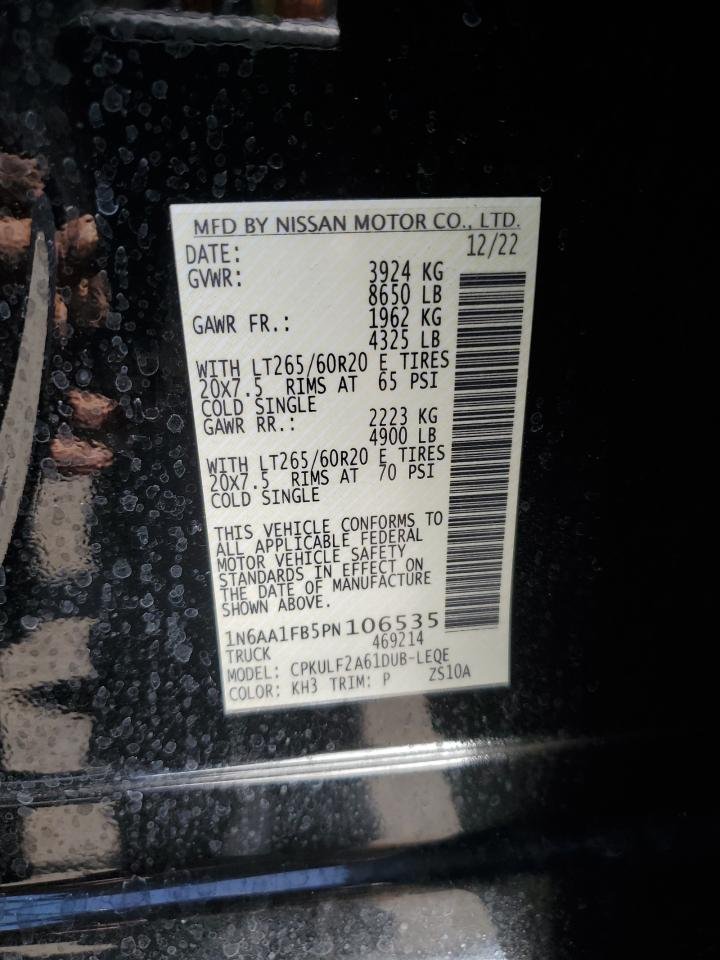 MFD BY NISSAN MOTOR CO., LTD.
DATE: 12/22
GVWR: 3924 KG
8650 LB
GAWR FR.: 1962 KG
4325 LB
WITH LT265/60R20 E TIRES
20X7.5 RIMS AT 65 PSI
COLD SINGLE
GAWR RR.: 2223 KG
4900 LB
WITH LT265/60R20 E TIRES
20X7.5 RIMS AT 70 PSI
COLD SINGLE
THIS VEHICLE CONFORMS TO
ALL APPLICABLE FEDERAL
MOTOR VEHICLE SAFETY
STANDARDS IN EFFECT ON
THE DATE OF MANUFACTURE
SHOWN ABOVE.
1N6AA1FB5PN106535
TRUCK 469214
MODEL: CPKULF2A61DUB-LEQE
COLOR: KH3 TRIM: P ZS10A